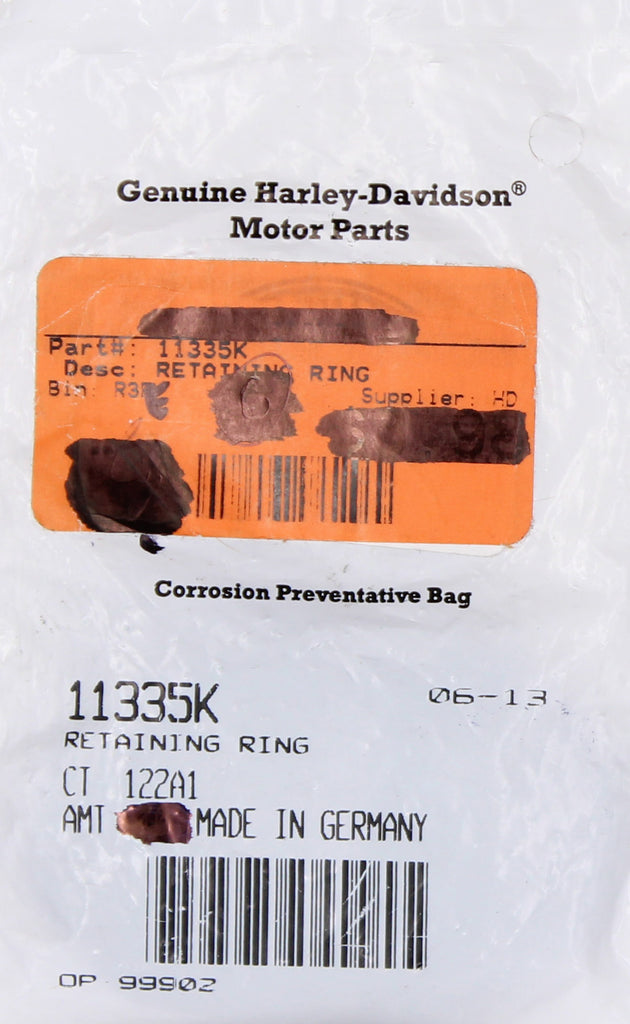 Genuine Harley-Davidson®
Motor Parts
Part#: 11335K
Desc: RETAINING RING
Bin: R3
Supplier: HD
Corrosion Preventative Bag
11335K
06-13
RETAINING RING
CT 122A1
AMT MADE IN GERMANY
OP 99902